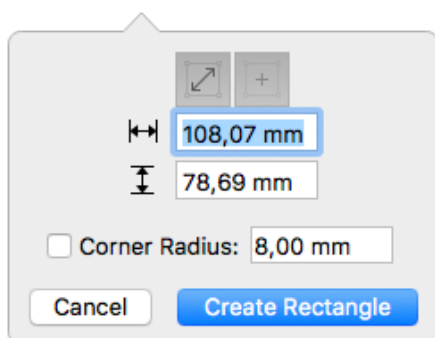 108,07 mm
78,69 mm
Corner Radius: 8,00 mm
Cancel Create Rectangle